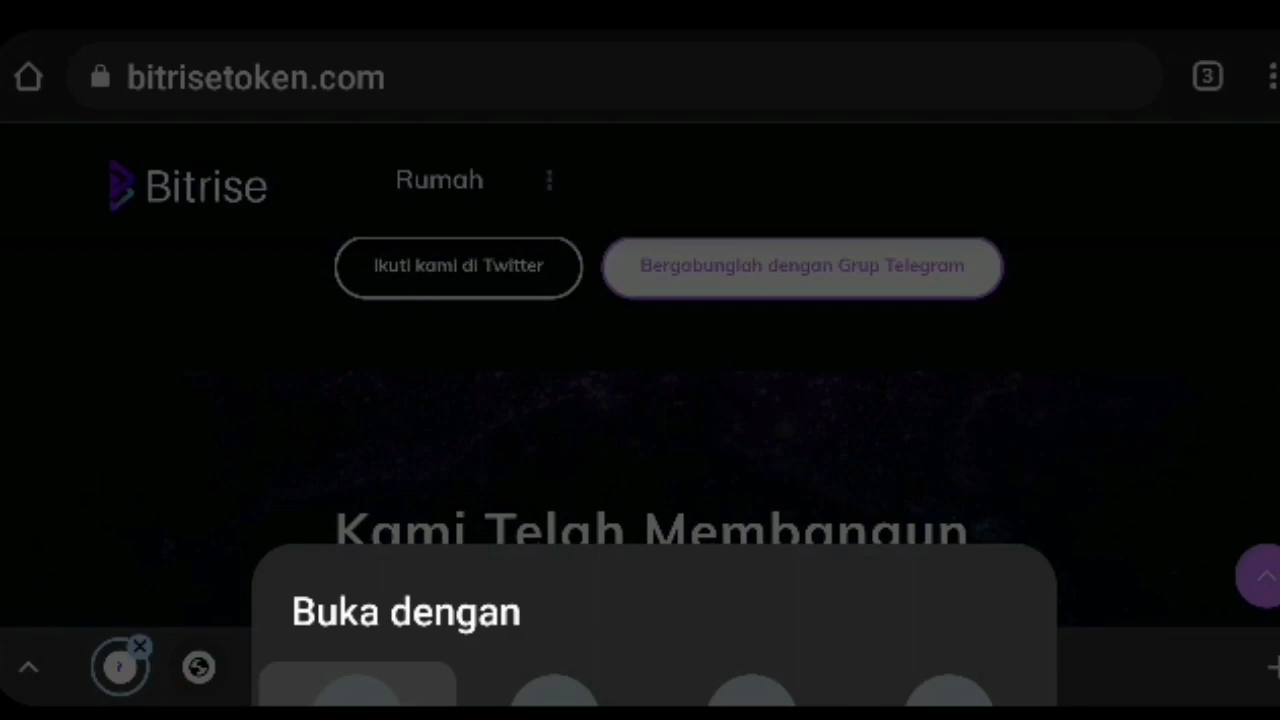 bitrisetoken.com
3
Bitrise
Rumah
Ikuti kami di Twitter
Bergabunglah dengan Grup Telegram
Kami Telah Membangun
Buka dengan